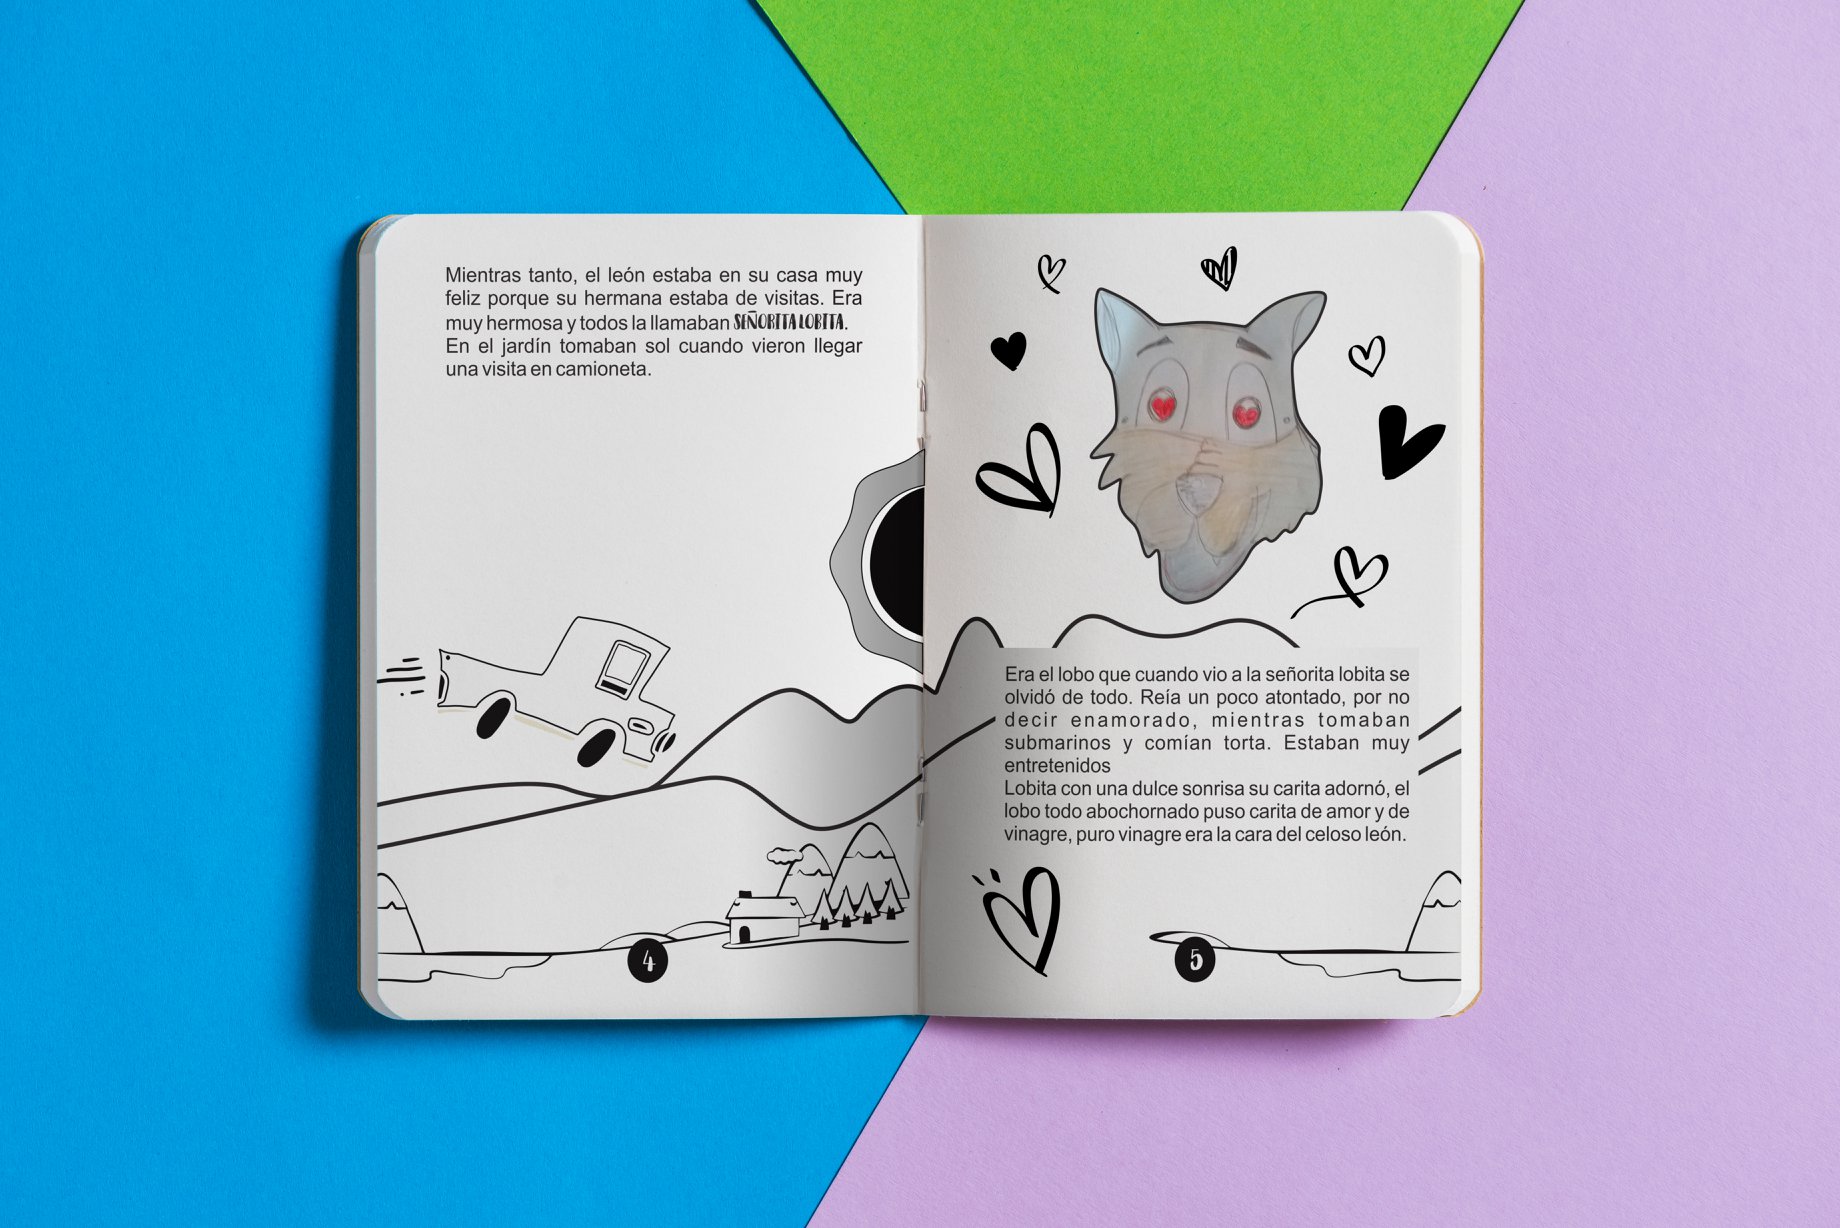 Mientras tanto, el león estaba en su casa muy
feliz porque su hermana estaba de visitas. Era
muy hermosa y todos la llamaban SEÑORITA LOBITA.
En el jardín tomaban sol cuando vieron llegar
una visita en camioneta.
4
Era el lobo que cuando vio a la señorita lobita se
olvidó de todo. Reía un poco atontado, por no
decir enamorado, mientras tomaban
submarinos y comían torta. Estaban muy
entretenidos
Lobita con una dulce sonrisa su carita adornó, el
lobo todo abochornado puso carita de amor y de
vinagre, puro vinagre era la cara del celoso león.
5